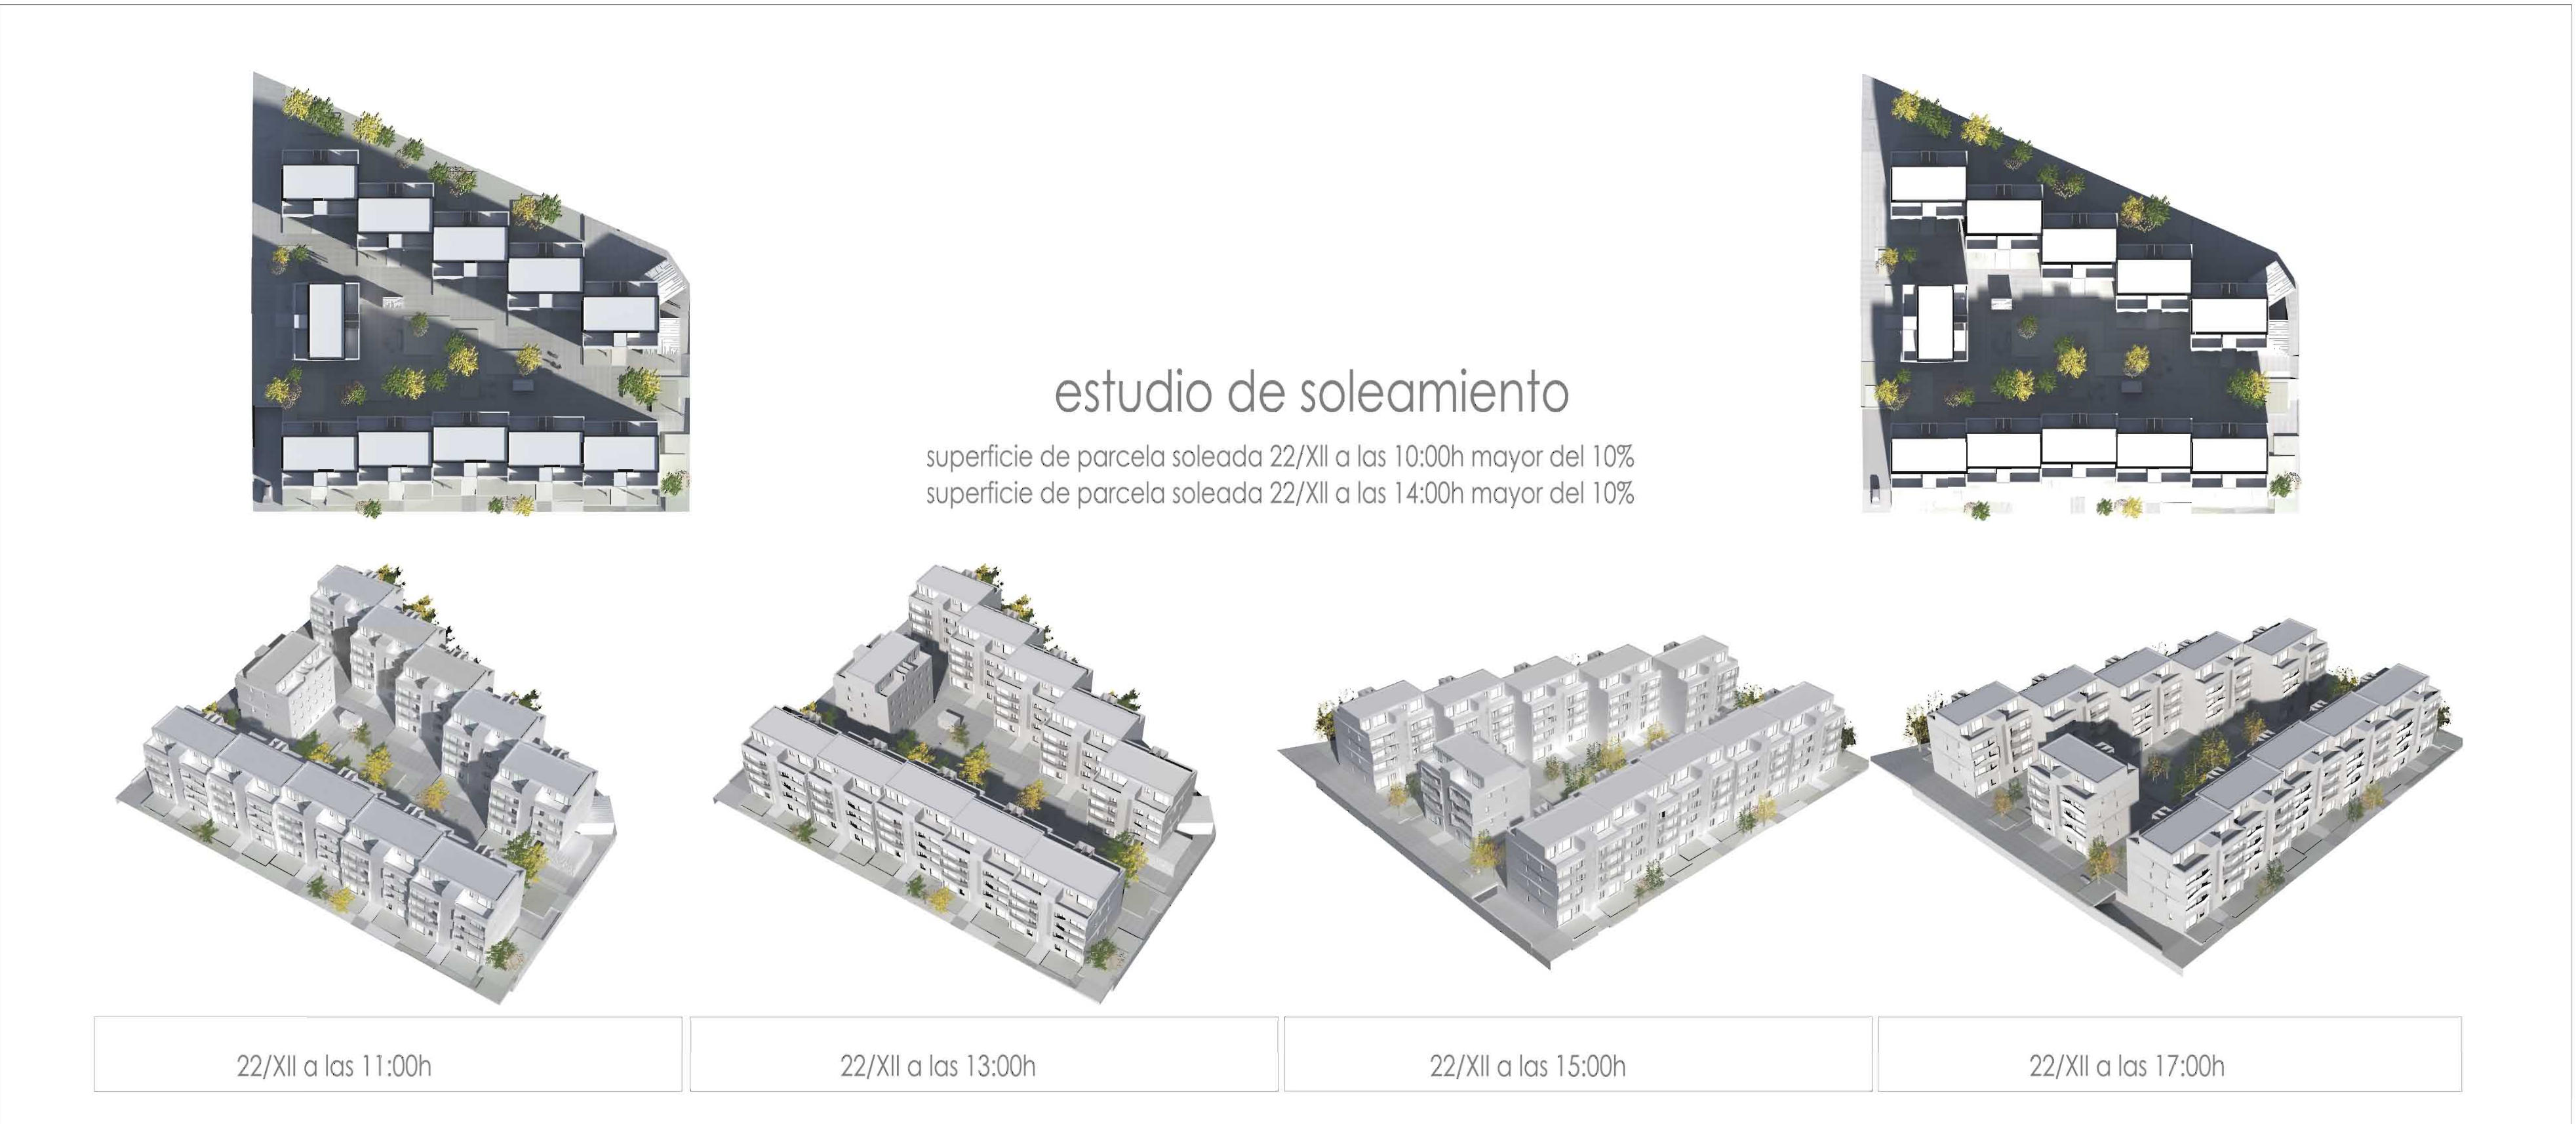 estudio de soleamiento
superficie de parcela soleada 22/XII a las 10:00h mayor del 10%
superficie de parcela soleada 22/XII a las 14:00h mayor del 10%
22/XII a las 11:00h
22/XII a las 13:00h
22/XII a las 15:00h
22/XII a las 17:00h